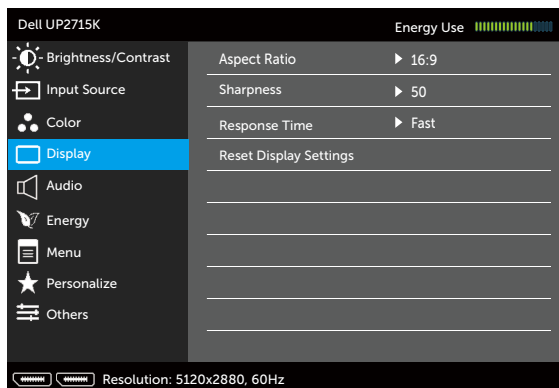 Dell UP2715K
Energy Use
Brightness/Contrast
Aspect Ratio 16:9
Input Source
Sharpness 50
Color
Response Time Fast
Display
Reset Display Settings
Audio
Energy
Menu
Personalize
Others
Resolution: 5120x2880, 60Hz